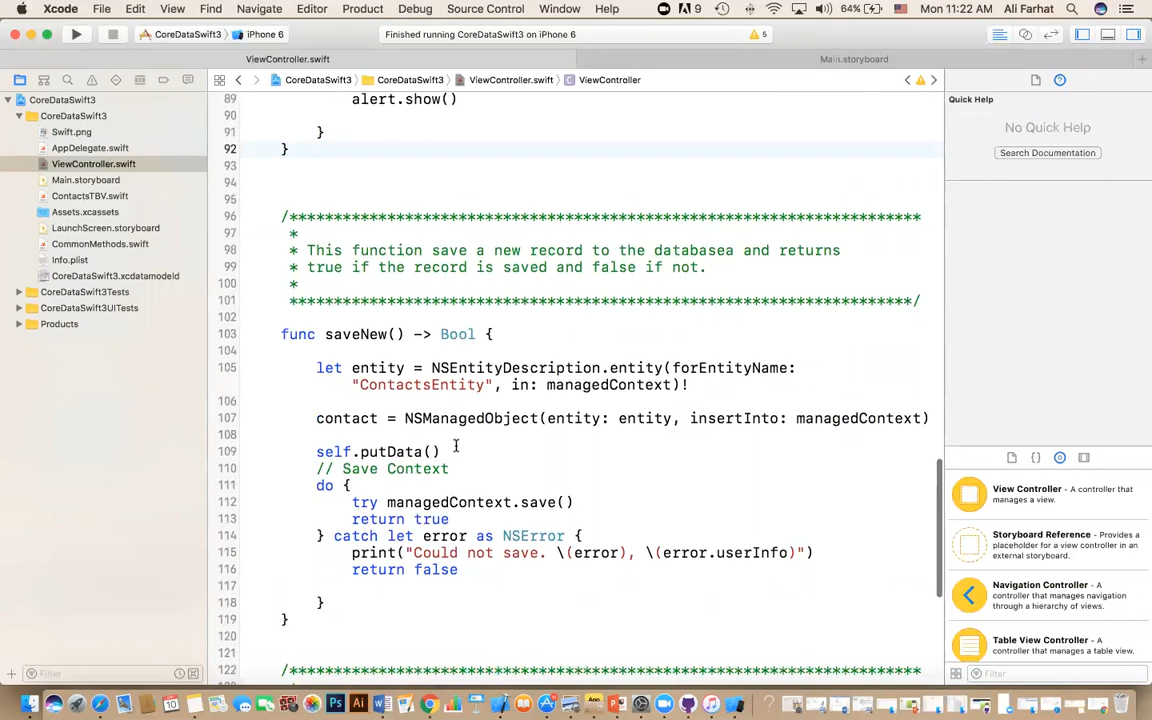 Xcode File Edit View Find Navigate Editor Product Debug Source Control Window Help 9 64% Mon 11:22 AM Ali Farhat
CoreDataSwift3 iPhone 6 Finished running CoreDataSwift3 on iPhone 6 5
ViewController.swift Main.storyboard
CoreDataSwift3 CoreDataSwift3 ViewController.swift ViewController
CoreDataSwift3
CoreDataSwift3
Swift.png
AppDelegate.swift
ViewController.swift
Main.storyboard
ContactsTBV.swift
Assets.xcassets
LaunchScreen.storyboard
CommonMethods.swift
Info.plist
CoreDataSwift3.xcdatamodeld
CoreDataSwift3Tests
CoreDataSwift3UITests
Products
Filter
89 alert.show()
90
91 }
92 }
93
94
95
96 /***********************************************************************
97 *
98 * This function save a new record to the databasea and returns
99 * true if the record is saved and false if not.
100 *
101 **********************************************************************/
102
103 func saveNew() -> Bool {
104
105 let entity = NSEntityDescription.entity(forEntityName:
"ContactsEntity", in: managedContext)!
106
107 contact = NSManagedObject(entity: entity, insertInto: managedContext)
108
109 self.putData()
110 // Save Context
111 do {
112 try managedContext.save()
113 return true
114 } catch let error as NSError {
115 print("Could not save. \(error), \(error.userInfo)")
116 return false
117
118 }
119 }
120
121
122 /***********************************************************************
Quick Help
No Quick Help
Search Documentation
View Controller - A controller that
manages a view.
Storyboard Reference - Provides a
placeholder for a view controller in an
external storyboard.
Navigation Controller - A
controller that manages navigation
through a hierarchy of views.
Table View Controller - A
controller that manages a table view.
Filter